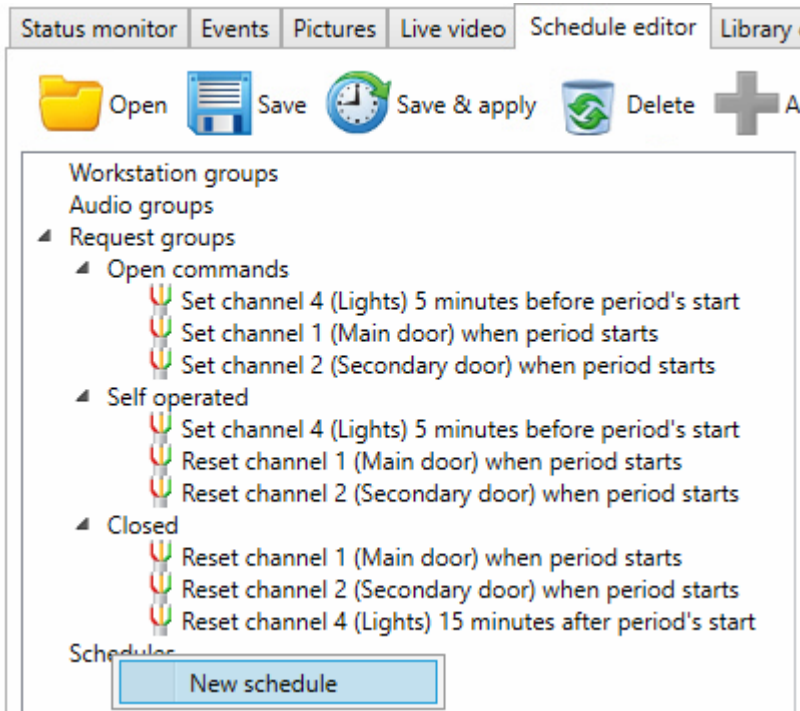 Status monitor Events Pictures Live video Schedule editor Library
Open Save Save & apply Delete A
Workstation groups
Audio groups
Request groups
Open commands
Set channel 4 (Lights) 5 minutes before period's start
Set channel 1 (Main door) when period starts
Set channel 2 (Secondary door) when period starts
Self operated
Set channel 4 (Lights) 5 minutes before period's start
Reset channel 1 (Main door) when period starts
Reset channel 2 (Secondary door) when period starts
Closed
Reset channel 1 (Main door) when period starts
Reset channel 2 (Secondary door) when period starts
Reset channel 4 (Lights) 15 minutes after period's start
Schedules
New schedule